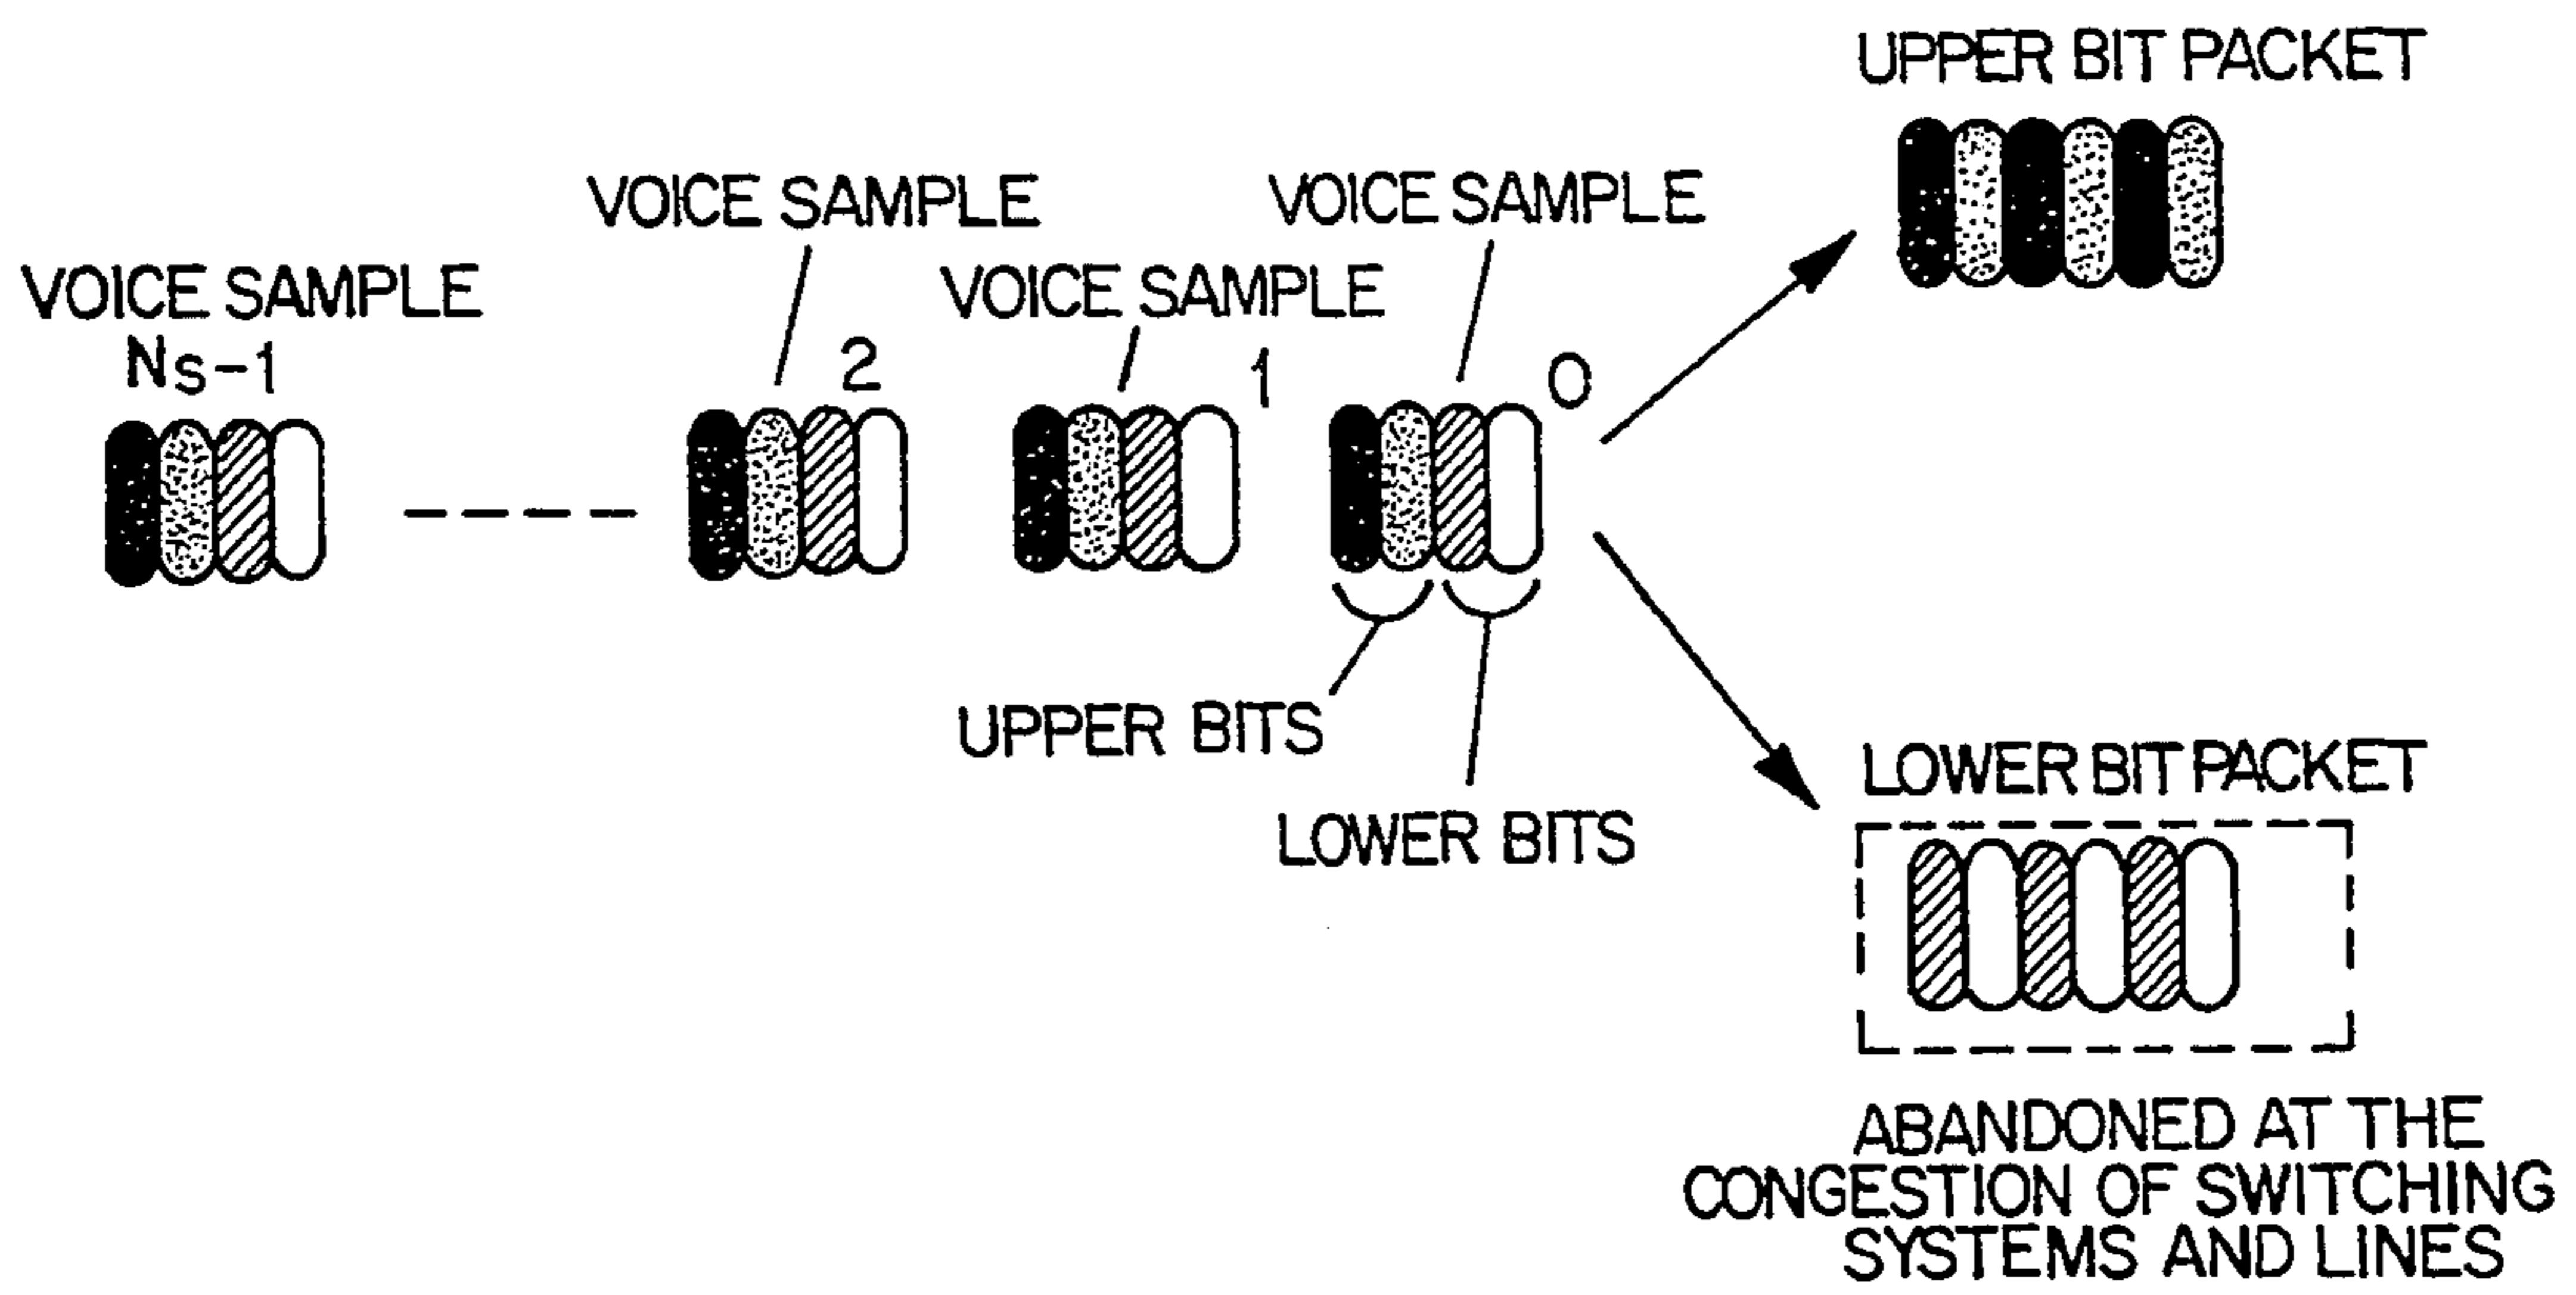 UPPER BIT PACKET
VOICE SAMPLE
2
VOICE SAMPLE
0
VOICE SAMPLE
1
VOICE SAMPLE
Ns-1
UPPER BITS
LOWER BITS
LOWER BIT PACKET
ABANDONED AT THE
CONGESTION OF SWITCHING
SYSTEMS AND LINES